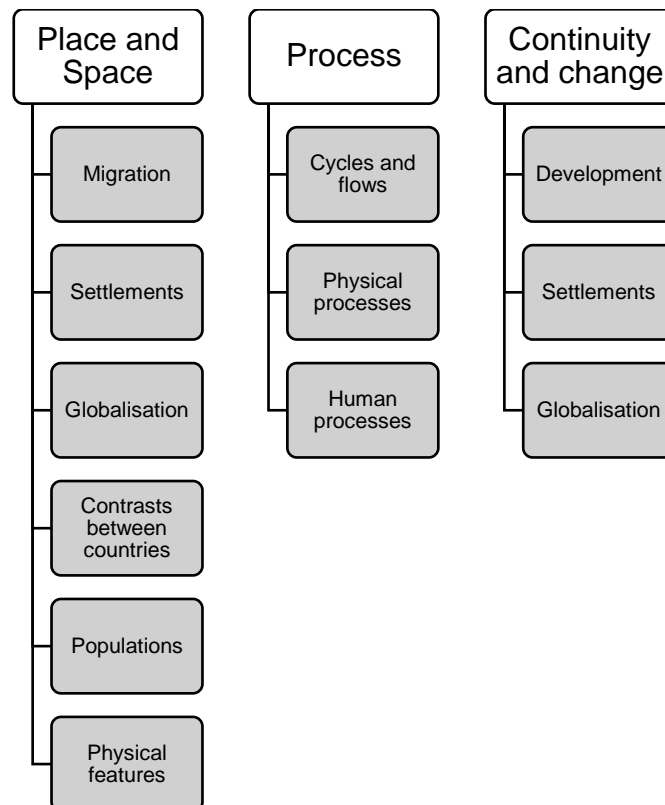 Place and
Space
Migration
Settlements
Globalisation
Contrasts
between
countries
Populations
Physical
features
Process
Cycles and
flows
Physical
processes
Human
processes
Continuity
and change
Development
Settlements
Globalisation